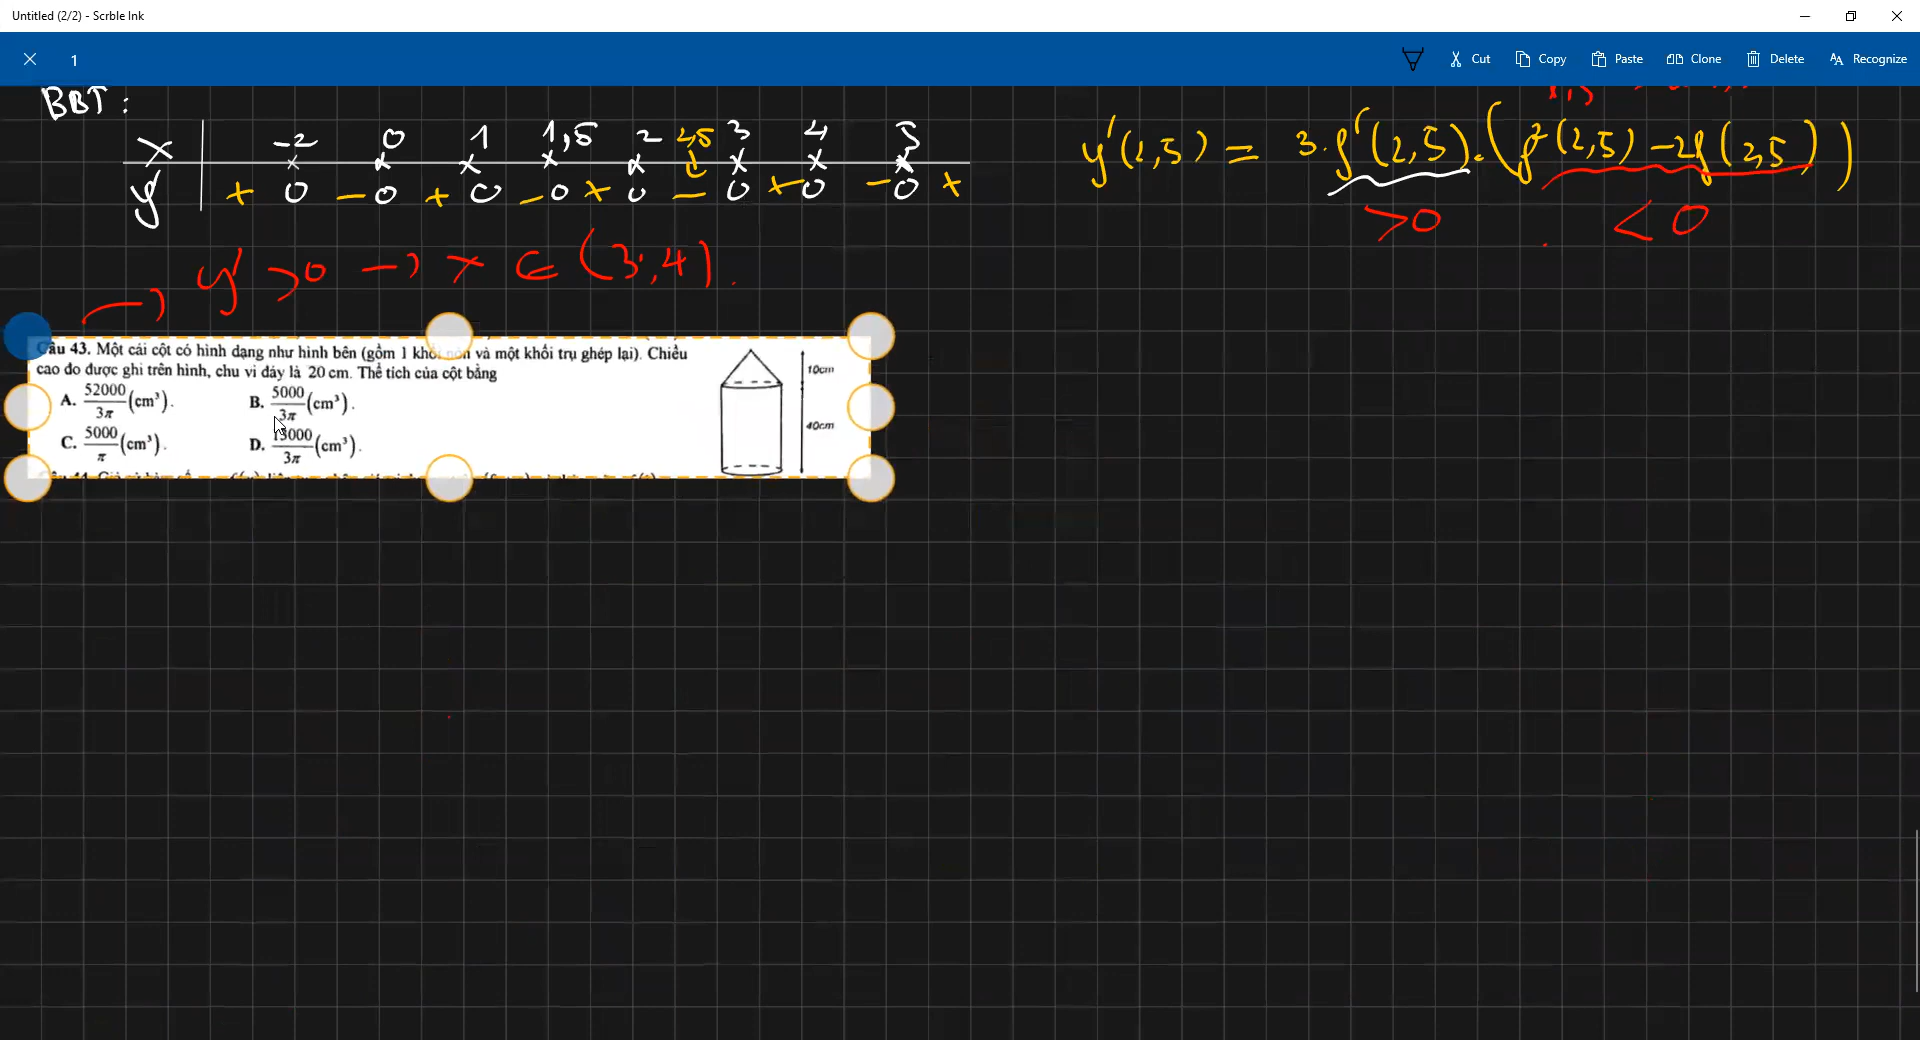 Untitled (2/2) - Scrble Ink
1
Cut
Copy
Paste
Clone
Delete
Recognize
BBT :
x -2 0 1 1,5 2 2,5 3 4 5
y' + 0 - 0 + 0 - 0 + 0 - 0 + 0 - 0 +
y'(2,5) = 3.f'(2,5).(f²(2,5) - 2f(2,5))
>0 <0
→ y' >0 → x ∈ (3;4).
Câu 43. Một cái cột có hình dạng như hình bên (gồm 1 khối nón và một khối trụ ghép lại). Chiều
cao đo được ghi trên hình, chu vi đáy là 20 cm. Thể tích của cột bằng
A. 52000/3π (cm³).
B. 5000/3π (cm³).
C. 5000/π (cm³).
D. 13000/3π (cm³).
10cm
40cm